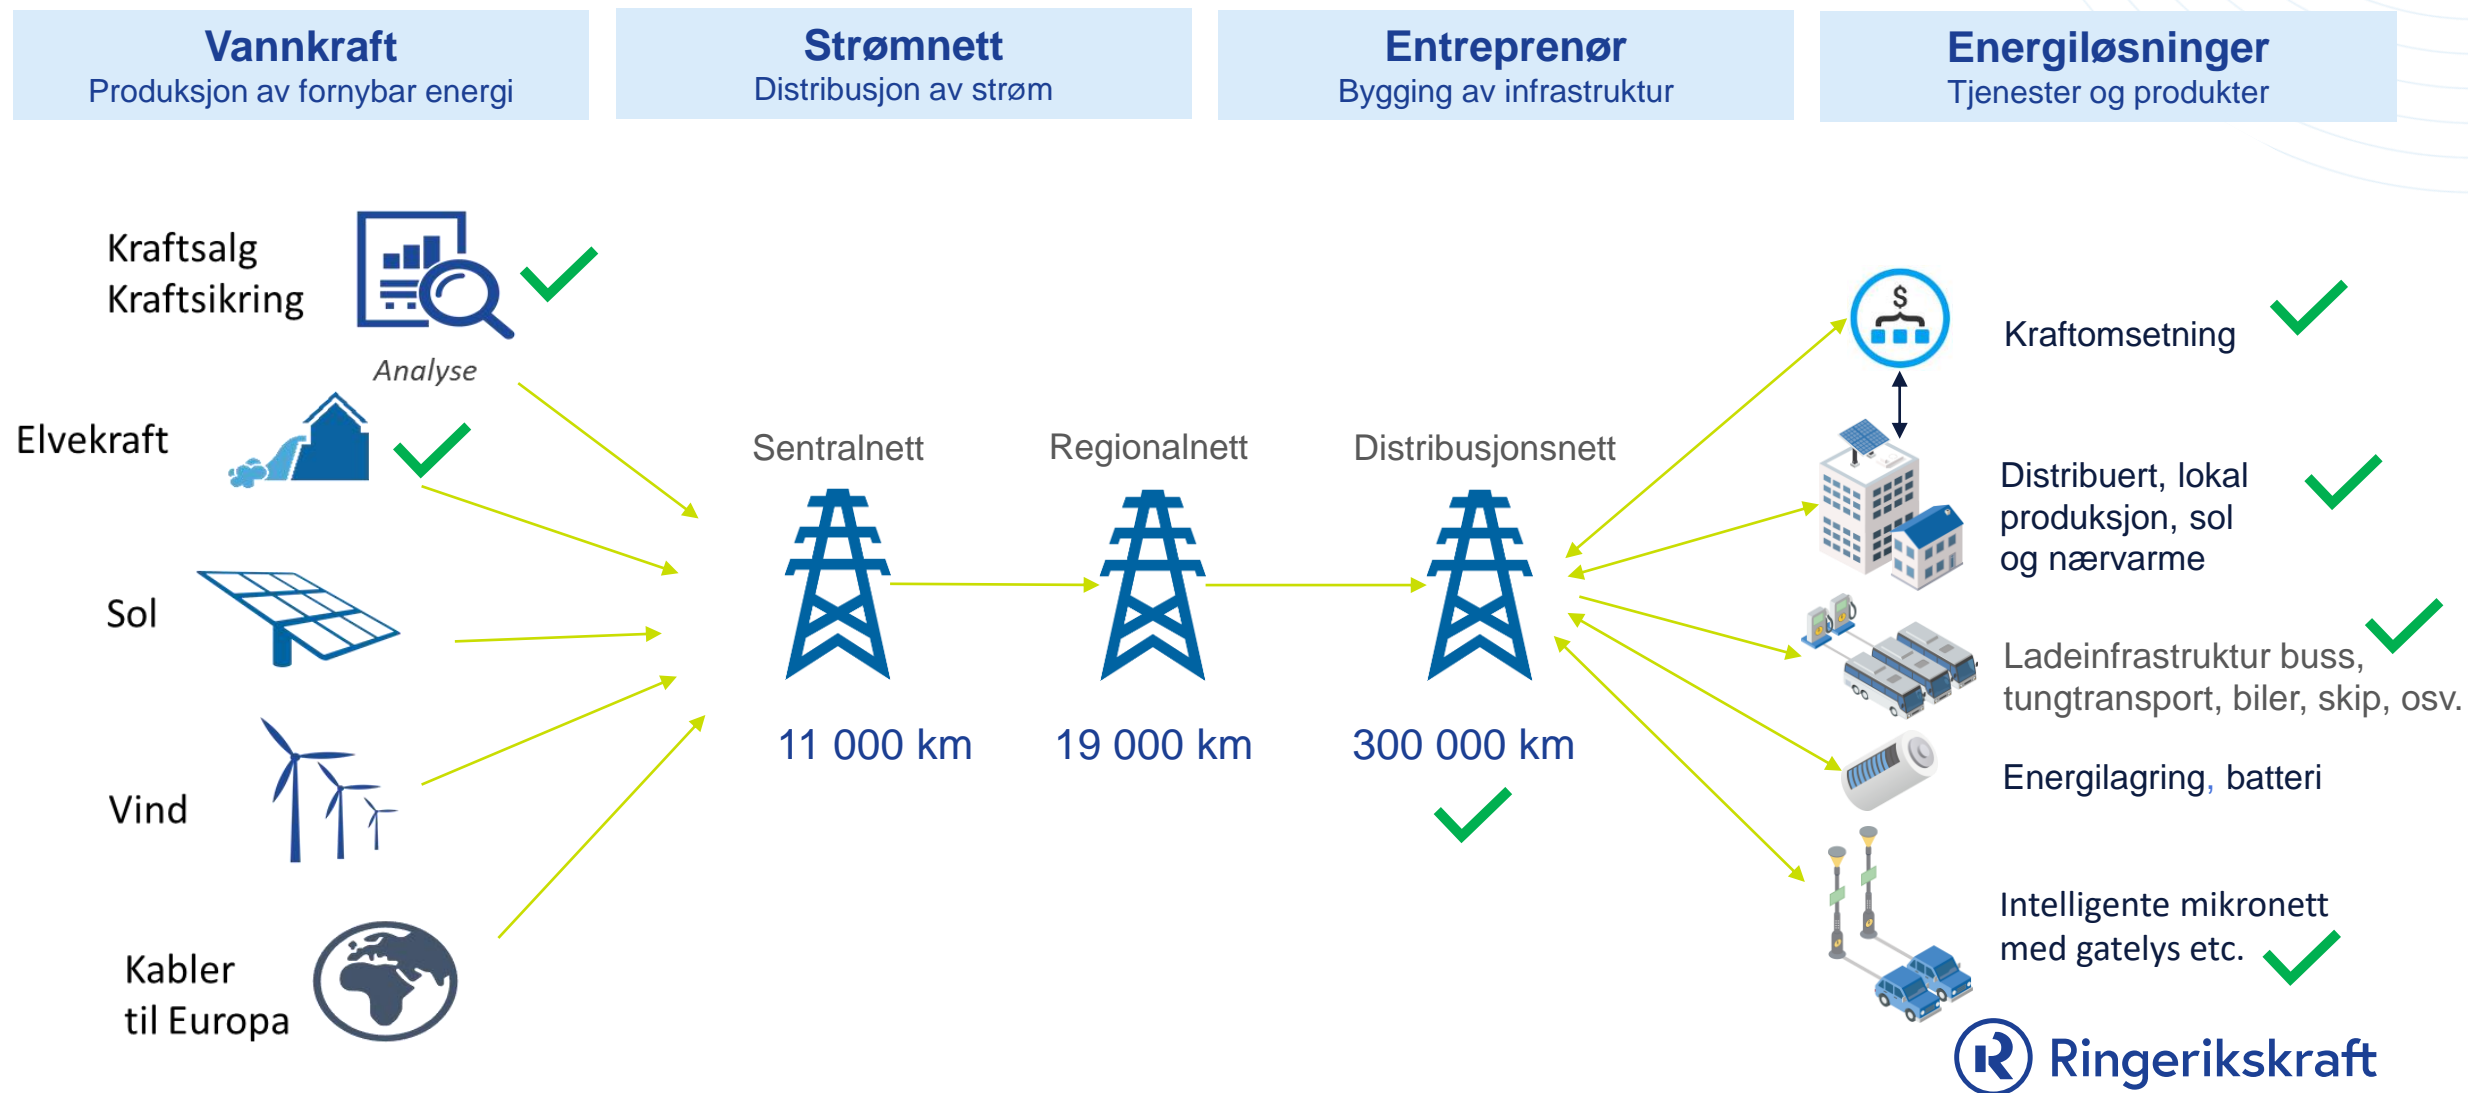 Vannkraft
Produksjon av fornybar energi
Strømnett
Distribusjon av strøm
Entreprenør
Bygging av infrastruktur
Energiløsninger
Tjenester og produkter
Kraftsalg
Kraftsikring
Analyse
Elvekraft
Sol
Vind
Kabler
til Europa
Sentralnett
Regionalnett
Distribusjonsnett
11 000 km
19 000 km
300 000 km
$
Kraftomsetning
Distribuert, lokal
produksjon, sol
og nærvarme
Ladeinfrastruktur buss,
tungtransport, biler, skip, osv.
Energilagring, batteri
Intelligente mikronett
med gatelys etc.
R Ringerikskraft